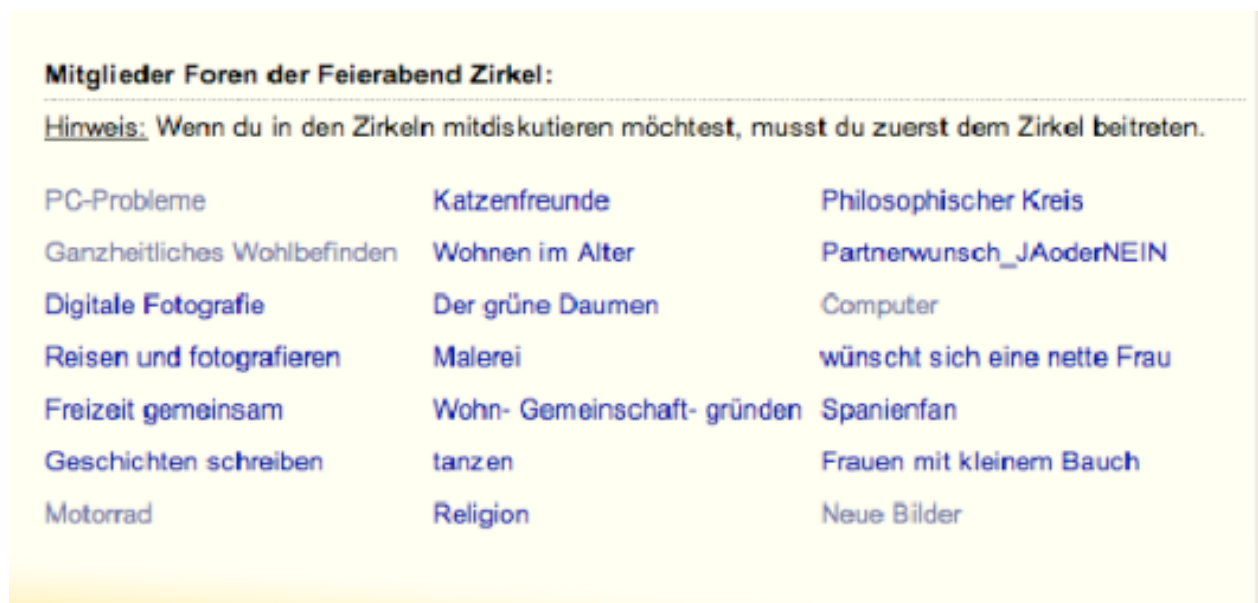 Mitglieder Foren der Feierabend Zirkel:
Hinweis: Wenn du in den Zirkeln mitdiskutieren möchtest, musst du zuerst dem Zirkel beitreten.
PC-Probleme Katzenfreunde Philosophischer Kreis
Ganzheitliches Wohlbefinden Wohnen im Alter Partnerwunsch_JAoderNEIN
Digitale Fotografie Der grüne Daumen Computer
Reisen und fotografieren Malerei wünscht sich eine nette Frau
Freizeit gemeinsam Wohn- Gemeinschaft- gründen Spanienfan
Geschichten schreiben tanzen Frauen mit kleinem Bauch
Motorrad Religion Neue Bilder